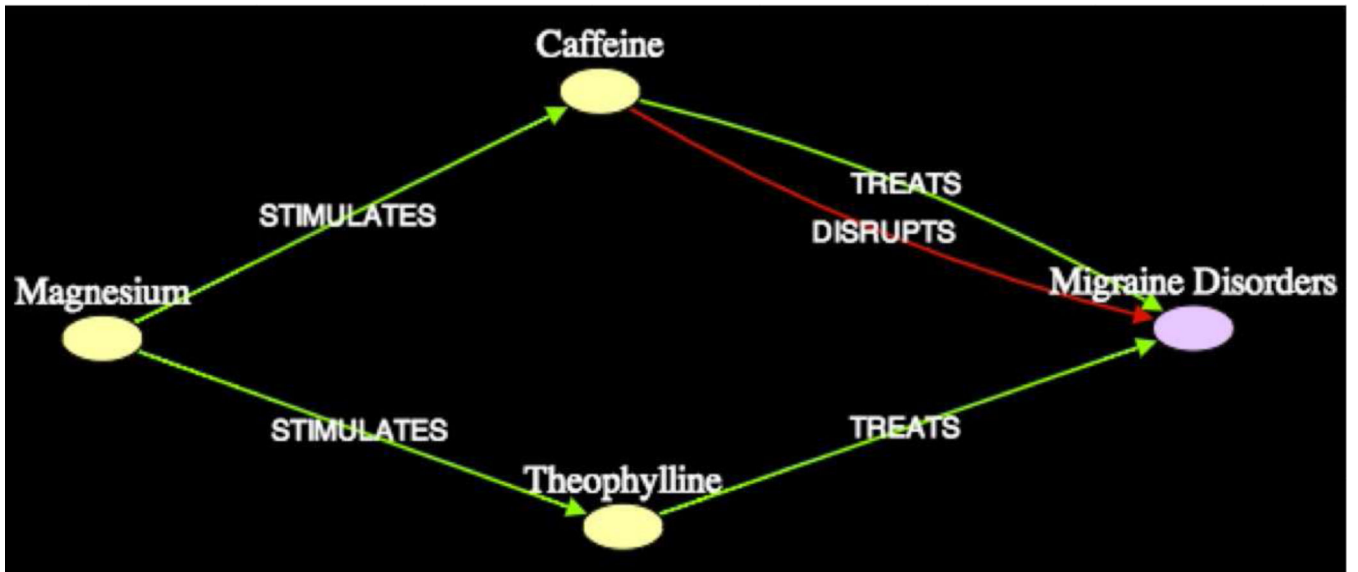 Caffeine
TREATS
STIMULATES
DISRUPTS
Migraine Disorders
Magnesium
STIMULATES
TREATS
Theophylline